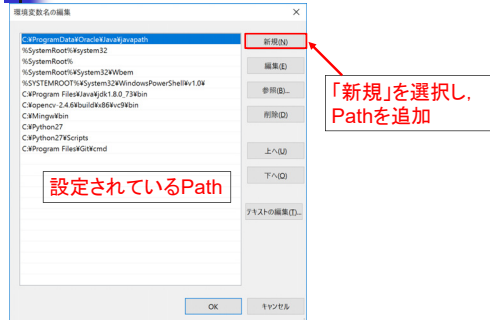 環境変数名の編集
C:¥ProgramData¥Oracle¥Java¥javapath
%SystemRoot%¥system32
%SystemRoot%
%SystemRoot%¥System32¥Wbem
%SYSTEMROOT%¥System32¥WindowsPowerShell¥v1.0¥
C:¥Program Files¥Java¥jdk1.8.0_73¥bin
C:¥opencv-2.4.6¥build¥x86¥vc9¥bin
C:¥Mingw¥bin
C:¥Python27
C:¥Python27¥Scripts
C:¥Program Files¥Git¥cmd
新規(N)
編集(E)
参照(B)...
削除(D)
上へ(U)
下へ(O)
テキストの編集(T)...
OK
キャンセル
「新規」を選択し，
Pathを追加
設定されているPath